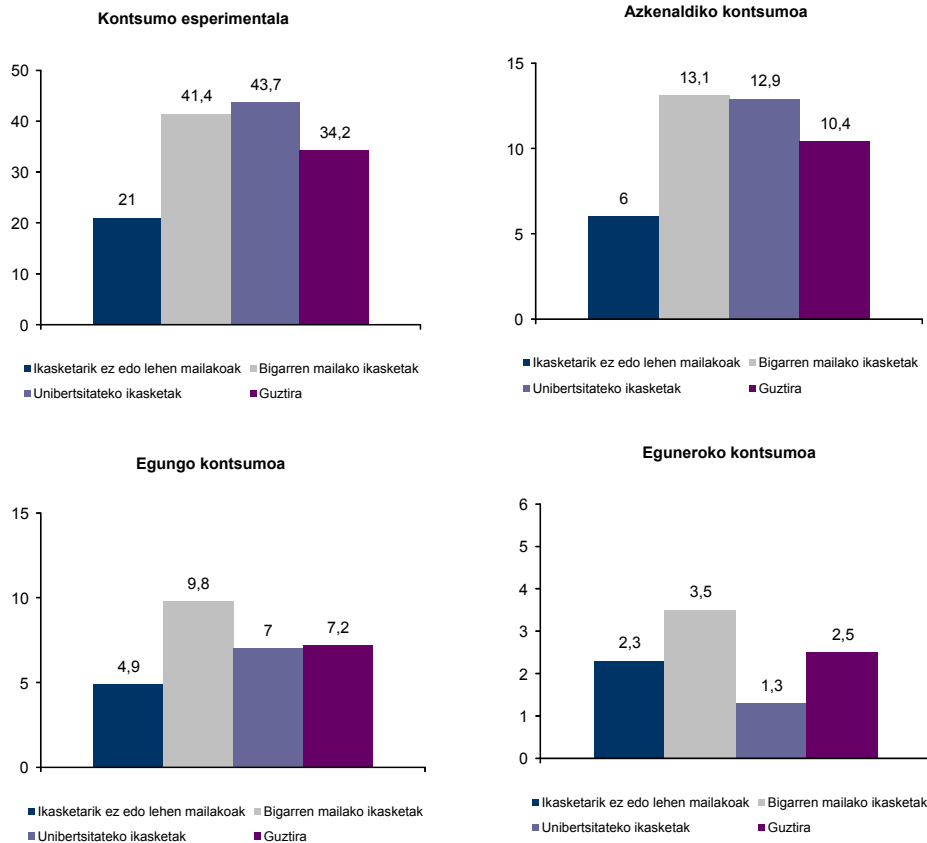 Kontsumo esperimentala
50
40
30
20
10
0
21
41,4
43,7
34,2
Ikasketarik ez edo lehen mailakoak
Bigarren mailako ikasketak
Unibertsitateko ikasketak
Guztira
Azkenaldiko kontsumoa
15
10
5
0
6
13,1
12,9
10,4
Ikasketarik ez edo lehen mailakoak
Bigarren mailako ikasketak
Unibertsitateko ikasketak
Guztira
Egungo kontsumoa
15
10
5
0
4,9
9,8
7
7,2
Ikasketarik ez edo lehen mailakoak
Bigarren mailako ikasketak
Unibertsitateko ikasketak
Guztira
Eguneroko kontsumoa
6
5
4
3
2
1
0
2,3
3,5
1,3
2,5
Ikasketarik ez edo lehen mailakoak
Bigarren mailako ikasketak
Unibertsitateko ikasketak
Guztira